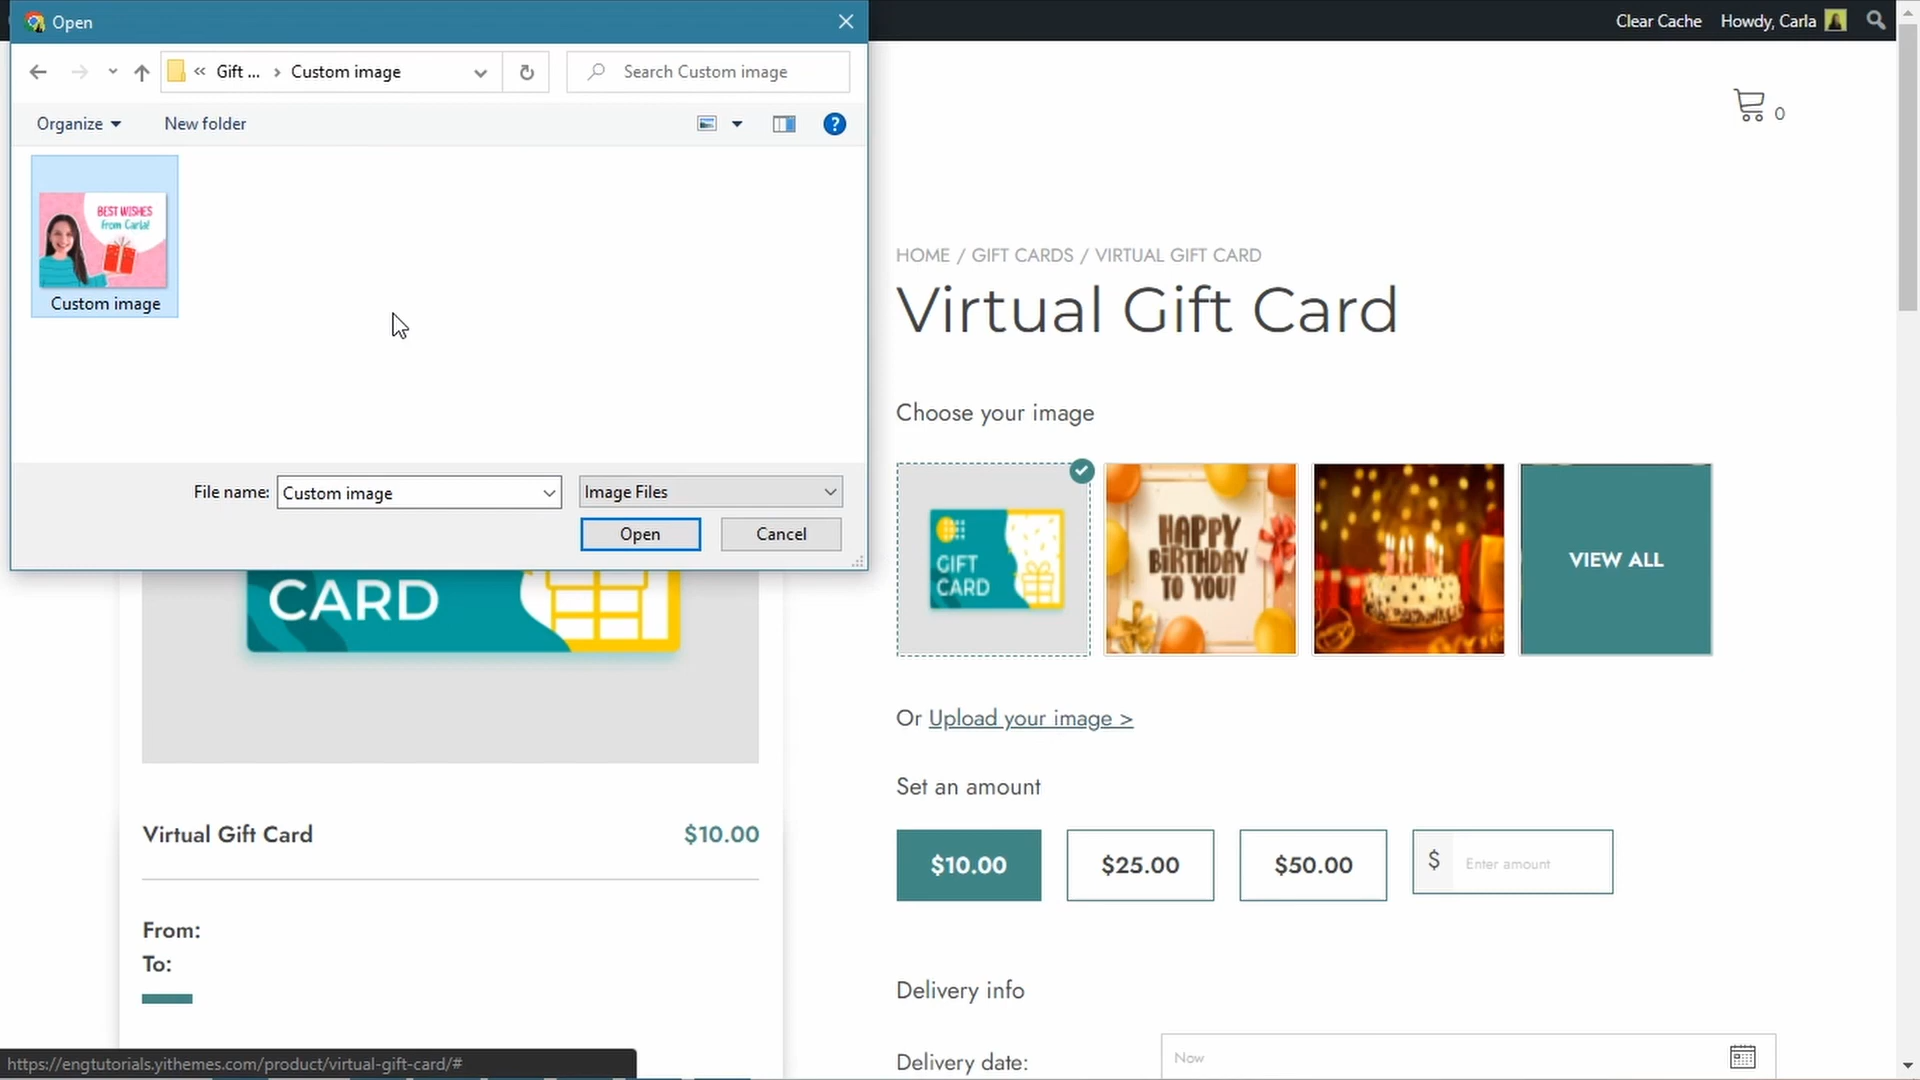 Open
Clear Cache
Howdy, Carla
« Gift ... > Custom image
Search Custom image
Organize
New folder
?
0
BEST WISHES
from Carla!
Custom image
HOME / GIFT CARDS / VIRTUAL GIFT CARD
Virtual Gift Card
Choose your image
File name:
Custom image
Image Files
Open
Cancel
GIFT
CARD
HAPPY
BIRTHDAY
TO YOU!
VIEW ALL
CARD
Or Upload your image >
Set an amount
$10.00
$25.00
$50.00
$
Enter amount
Virtual Gift Card
$10.00
From:
To:
Delivery info
Delivery date:
Now
https://engtutorials.yithemes.com/product/virtual-gift-card/#